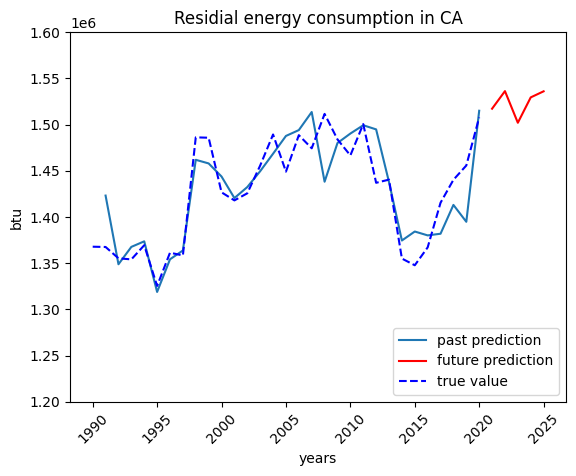 Residial energy consumption in CA
1e6
1.60
1.55
1.50
1.45
1.40
1.35
1.30
1.25
1.20
btu
past prediction
future prediction
true value
1990
1995
2000
2005
2010
2015
2020
2025
years